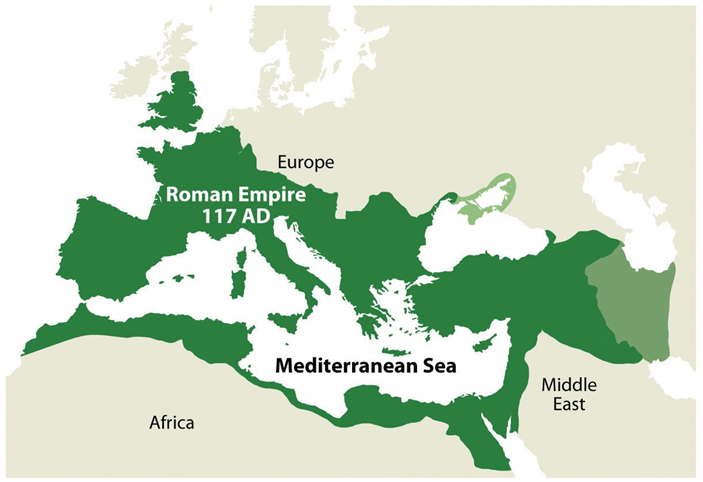 Europe
Roman Empire
117 AD
Mediterranean Sea
Middle
East
Africa